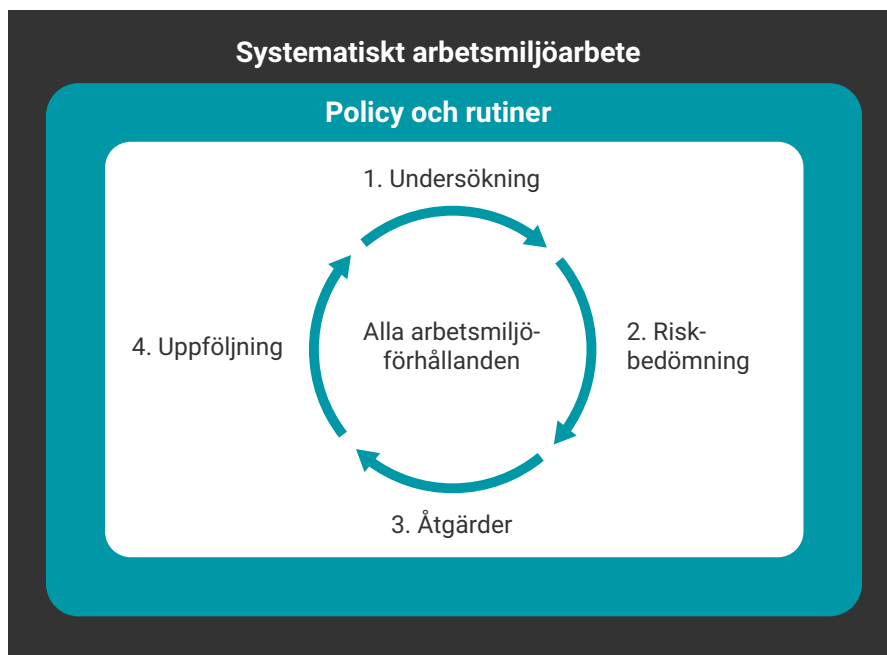 Systematiskt arbetsmiljöarbete
Policy och rutiner
1. Undersökning
4. Uppföljning
Alla arbetsmiljö-
förhållanden
2. Risk-
bedömning
3. Åtgärder